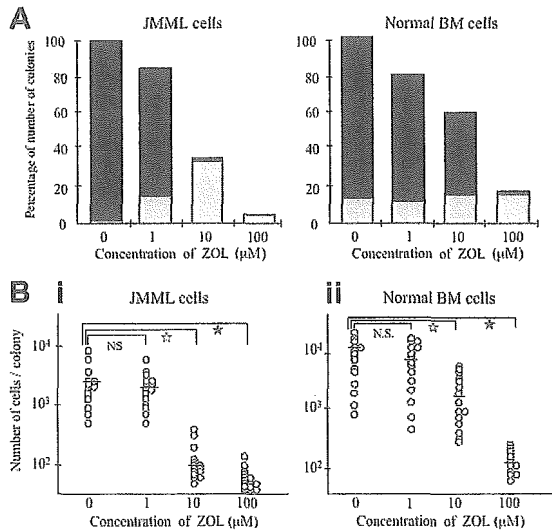 A
JMML cells
Normal BM cells
Percentage of number of colonies
100
80
60
40
20
0
0 1 10 100
Concentration of ZOL (μM)
100
80
60
40
20
0
0 1 10 100
Concentration of ZOL (μM)
B i
JMML cells
ii
Normal BM cells
Number of cells / colony
10⁴
10³
10²
NS ☆ *
0 1 10 100
Concentration of ZOL (μM)
10⁴
10³
10²
N.S. ☆ *
0 1 10 100
Concentration of ZOL (μM)